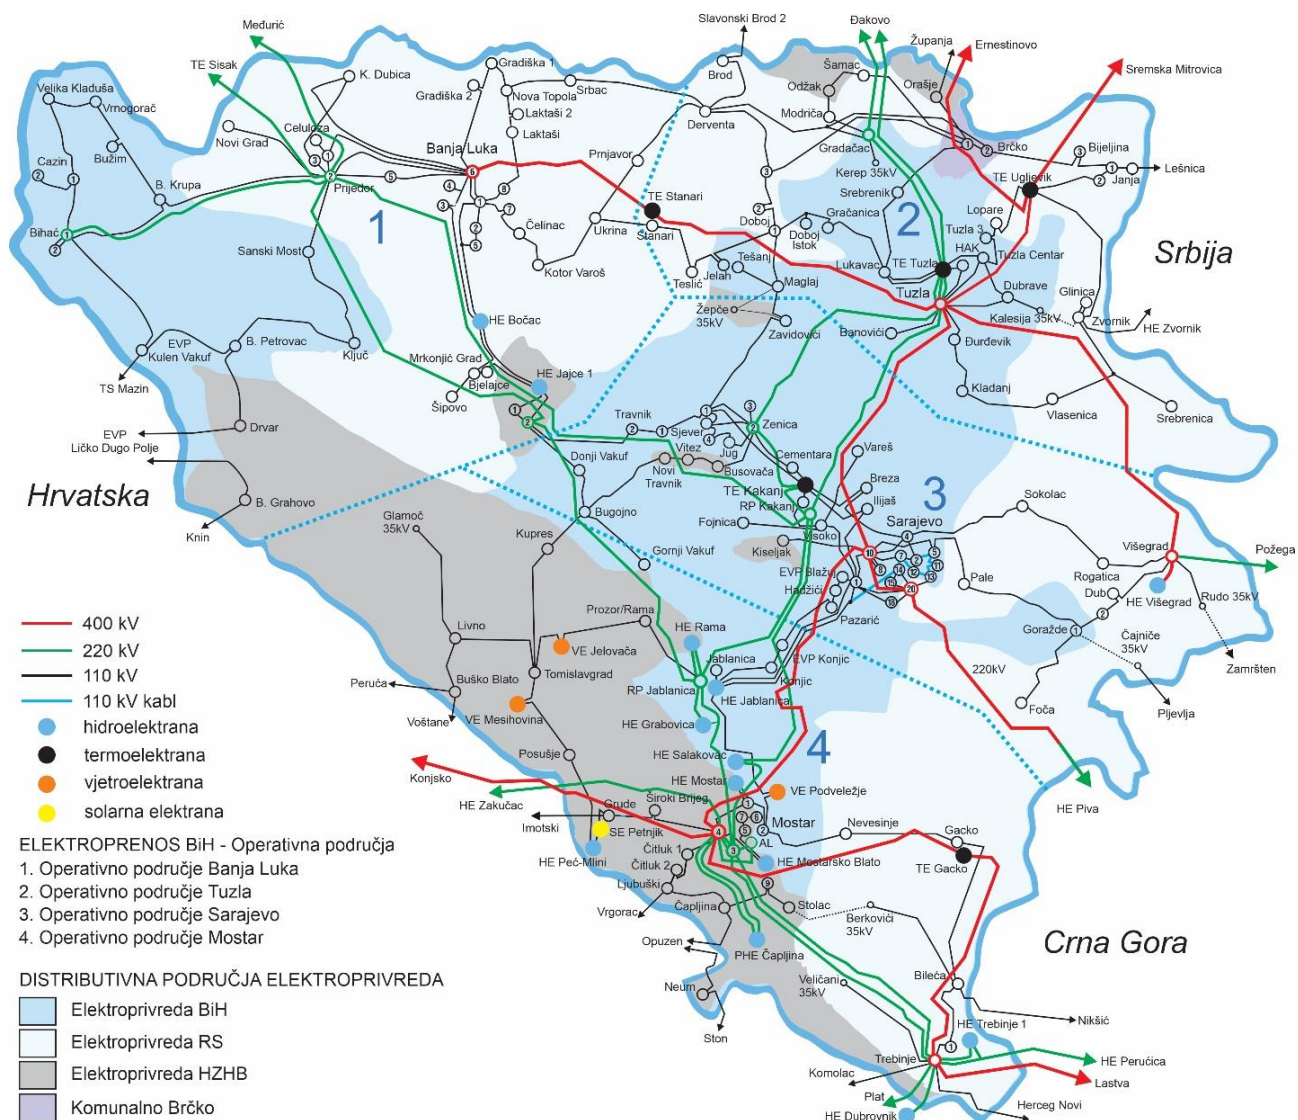 Međurić
TE Sisak
Slavonski Brod 2
Đakovo
Županja
Ernestinovo
Sremska Mitrovica
K. Dubica
Gradiška 1
Gradiška 2
Nova Topola
Srbac
Brod
Šamac
Odžak
Orašje
Velika Kladuša
Vrnogorač
Laktaši 2
Laktaši
Derventa
Modriča
Celuloza
Novi Grad
Bužim
Cazin
Banja Luka
Prnjavor
Gradačac
Brčko
Bijeljina
Lešnica
Janja
Kerep 35kV
TE Ugljevik
B. Krupa
Prijedor
1
TE Stanari
Srebrenik
2
Lopare
Bihać
Čelinac
Ukrina
Stanari
Doboj
Doboj
Istok
Gračanica
Tuzla 3
HAK
Tuzla Centar
Srbija
Sanski Most
Kotor Varoš
Tešanj
Jelah
Teslić
Lukavac
TE Tuzla
Maglaj
Tuzla
Dubrave
Glinica
Kalesija 35kV
Zvornik
HE Zvornik
Žepče
35kV
Zavidovići
Banovići
Đurđevik
HE Bočac
EVP
Kulen Vakuf
B. Petrovac
Ključ
TS Mazin
Mrkonjić Grad
Bjelajce
HE Jajce 1
Šipovo
Kladanj
Vlasenica
Srebrenica
Travnik
Sjever
Zenica
EVP
Ličko Dugo Polje
Drvar
Vitez
Jug
Cementara
Vareš
Donji Vakuf
Novi
Travnik
Busovača
TE Kakanj
RP Kakanj
Breza
Ilijaš
3
Hrvatska
B. Grahovo
Knin
Glamoč
35kV
Bugojno
Fojnica
Visoko
Sarajevo
Sokolac
Kupres
Gornji Vakuf
Kiseljak
Višegrad
Požega
EVP Blažuj
Hadžići
Pale
Rogatica
HE Višegrad
Dub
Rudo 35kV
Pazarić
Goražde
Čajniče
35kV
Zamršten
Prozor/Rama
HE Rama
Livno
VE Jelovača
Jablanica
EVP Konjic
Konjic
220kV
Foča
Pljevlja
Peruća
Buško Blato
Tomislavgrad
RP Jablanica
HE Jablanica
Voštane
VE Mesihovina
HE Grabovica
4
Posušje
HE Salakovac
HE Mostar
VE Podveležje
HE Piva
Konjsko
HE Zakučac
Široki Brijeg
Grude
Imotski
SE Petnjik
Mostar
AL
Nevesinje
Gacko
HE Peć-Mlini
Čitluk 1
Čitluk 2
HE Mostarsko Blato
TE Gacko
Ljubuški
Vrgorac
Čapljina
Stolac
Berkovići
35kV
Crna Gora
Opuzen
PHE Čapljina
Veličani
35kV
Bileća
Neum
Ston
Nikšić
HE Trebinje 1
Trebinje
HE Perućica
Komolac
Lastva
Plat
Herceg Novi
HE Dubrovnik
400 kV
220 kV
110 kV
110 kV kabl
hidroelektrana
termoelektrana
vjetroelektrana
solarna elektrana
ELEKTROPRENOS BiH - Operativna područja
1. Operativno područje Banja Luka
2. Operativno područje Tuzla
3. Operativno područje Sarajevo
4. Operativno područje Mostar
DISTRIBUTIVNA PODRUČJA ELEKTROPRIVREDA
Elektroprivreda BiH
Elektroprivreda RS
Elektroprivreda HZHB
Komunalno Brčko